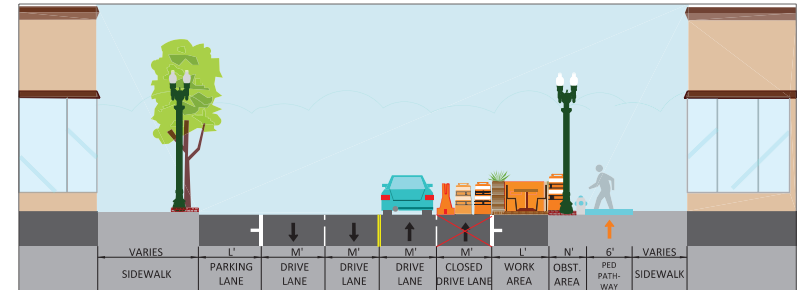 VARIES L' M' M' M' M' L' N' 6' VARIES
SIDEWALK
PARKING
LANE
DRIVE
LANE
DRIVE
LANE
DRIVE
LANE
CLOSED
DRIVE LANE
WORK
AREA
OBST.
AREA
PED
PATH-
WAY
SIDEWALK